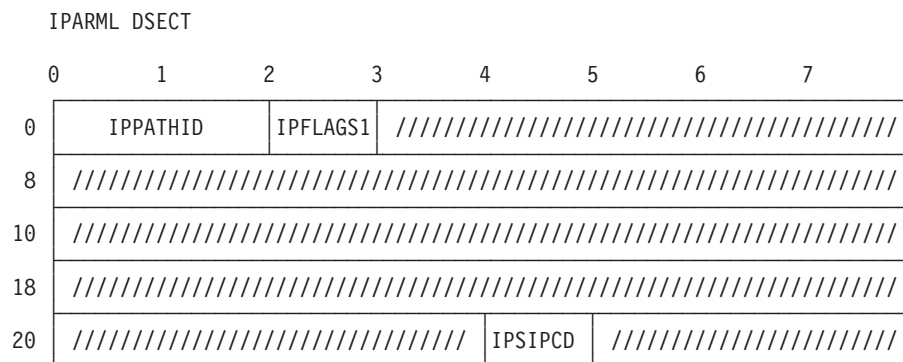 IPARML DSECT
0 1 2 3 4 5 6 7
0 IPPATHID IPFLAGS1 //////////////////////////////////////////
8 /////////////////////////////////////////////////////////////////////
10 /////////////////////////////////////////////////////////////////////
18 /////////////////////////////////////////////////////////////////////
20 ///////////////////////////////// IPSIPCD ////////////////////////